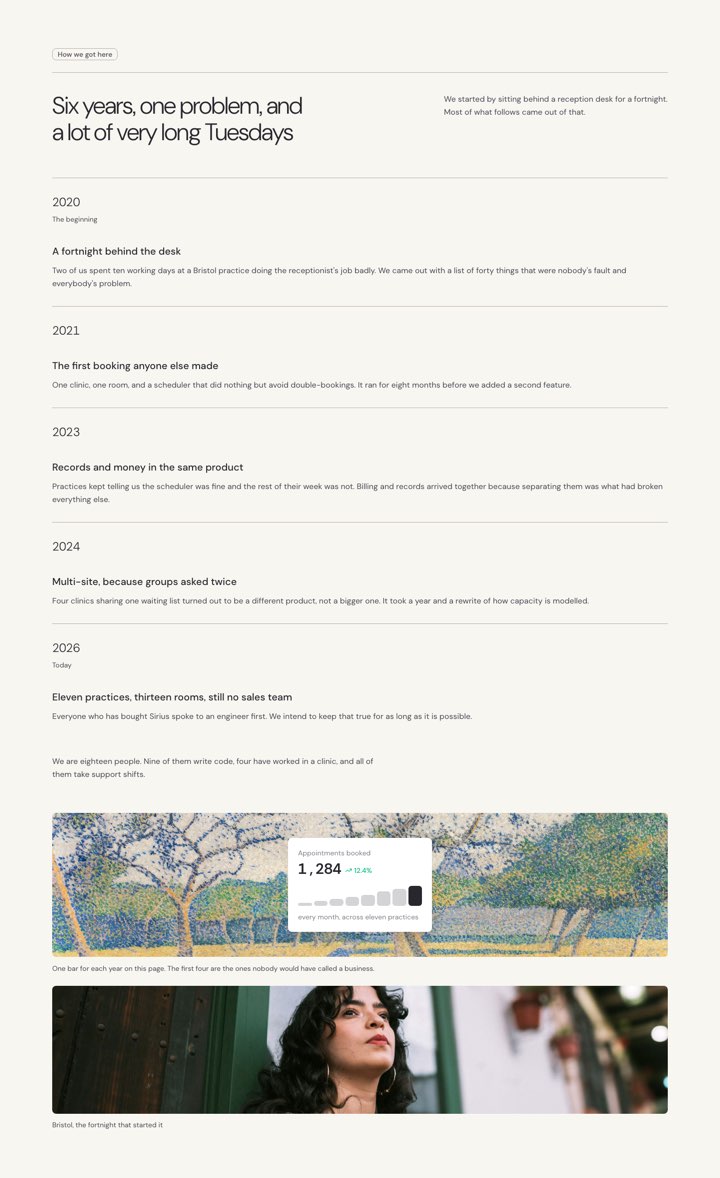 How we got here
Six years, one problem, and
a lot of very long Tuesdays
We started by sitting behind a reception desk for a fortnight.
Most of what follows came out of that.
2020
The beginning
A fortnight behind the desk
Two of us spent ten working days at a Bristol practice doing the receptionist's job badly. We came out with a list of forty things that were nobody's fault and
everybody's problem.
2021
The first booking anyone else made
One clinic, one room, and a scheduler that did nothing but avoid double-bookings. It ran for eight months before we added a second feature.
2023
Records and money in the same product
Practices kept telling us the scheduler was fine and the rest of their week was not. Billing and records arrived together because separating them was what had broken
everything else.
2024
Multi-site, because groups asked twice
Four clinics sharing one waiting list turned out to be a different product, not a bigger one. It took a year and a rewrite of how capacity is modelled.
2026
Today
Eleven practices, thirteen rooms, still no sales team
Everyone who has bought Sirius spoke to an engineer first. We intend to keep that true for as long as it is possible.
We are eighteen people. Nine of them write code, four have worked in a clinic, and all of
them take support shifts.
Appointments booked
1,284 12.4%
every month, across eleven practices
One bar for each year on this page. The first four are the ones nobody would have called a business.
Bristol, the fortnight that started it